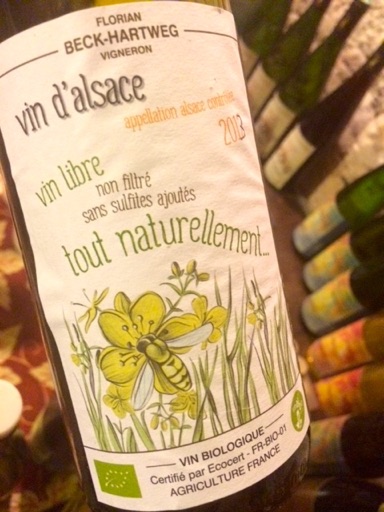 FLORIAN
BECK-HARTWEG
VIGNERON
vin d'alsace
appellation alsace contrôlée
2013
vin libre
non filtré
sans sulfites ajoutés
tout naturellement...
VIN BIOLOGIQUE
Certifié par Ecocert - FR-BIO-01
AGRICULTURE FRANCE